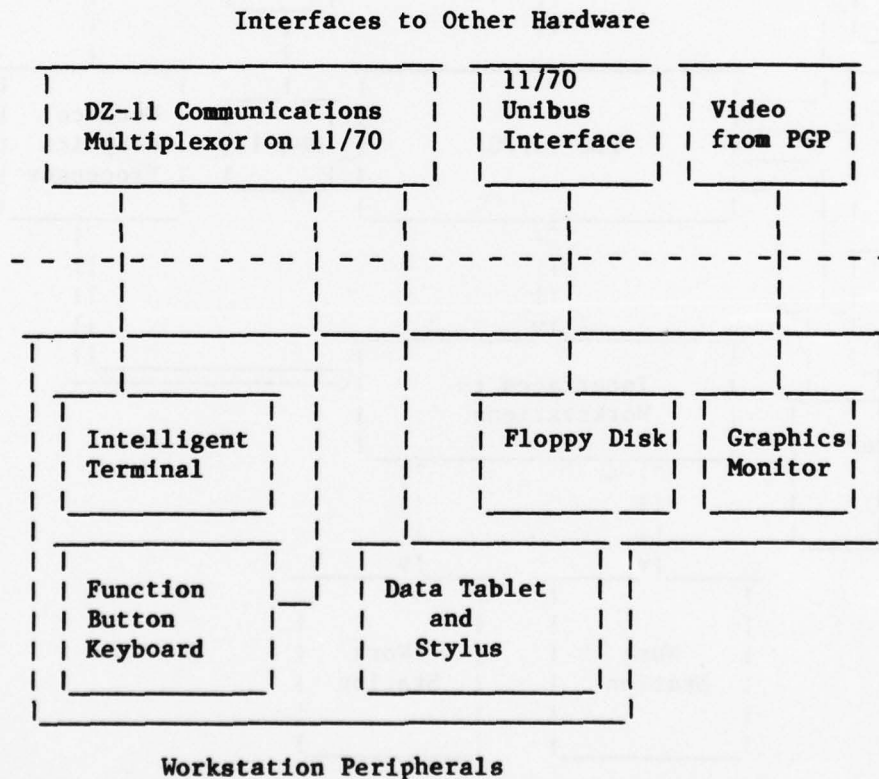 Interfaces to Other Hardware
DZ-11 Communications
Multiplexor on 11/70
11/70
Unibus
Interface
Video
from PGP
Intelligent
Terminal
Floppy Disk
Graphics
Monitor
Function
Button
Keyboard
Data Tablet
and
Stylus
Workstation Peripherals